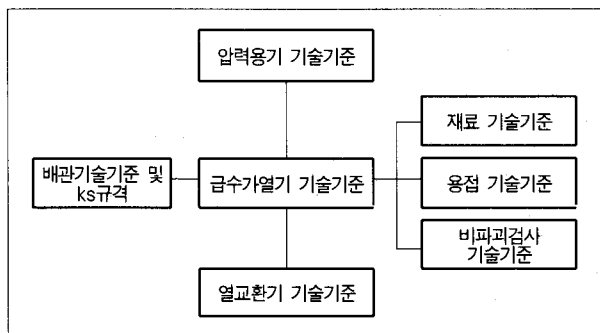 압력용기 기술기준
재료 기술기준
배관기술기준 및
ks규격
급수가열기 기술기준
용접 기술기준
비파괴검사
기술기준
열교환기 기술기준